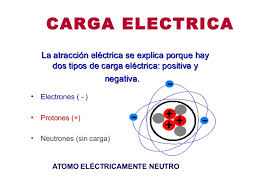 • CARGA ELECTRICA
La atracción eléctrica se explica porque hay
dos tipos de carga eléctrica: positiva y
negativa.
• Electrones ( - )
• Protones (+)
• Neutrones (sin carga)
ATOMO ELÉCTRICAMENTE NEUTRO